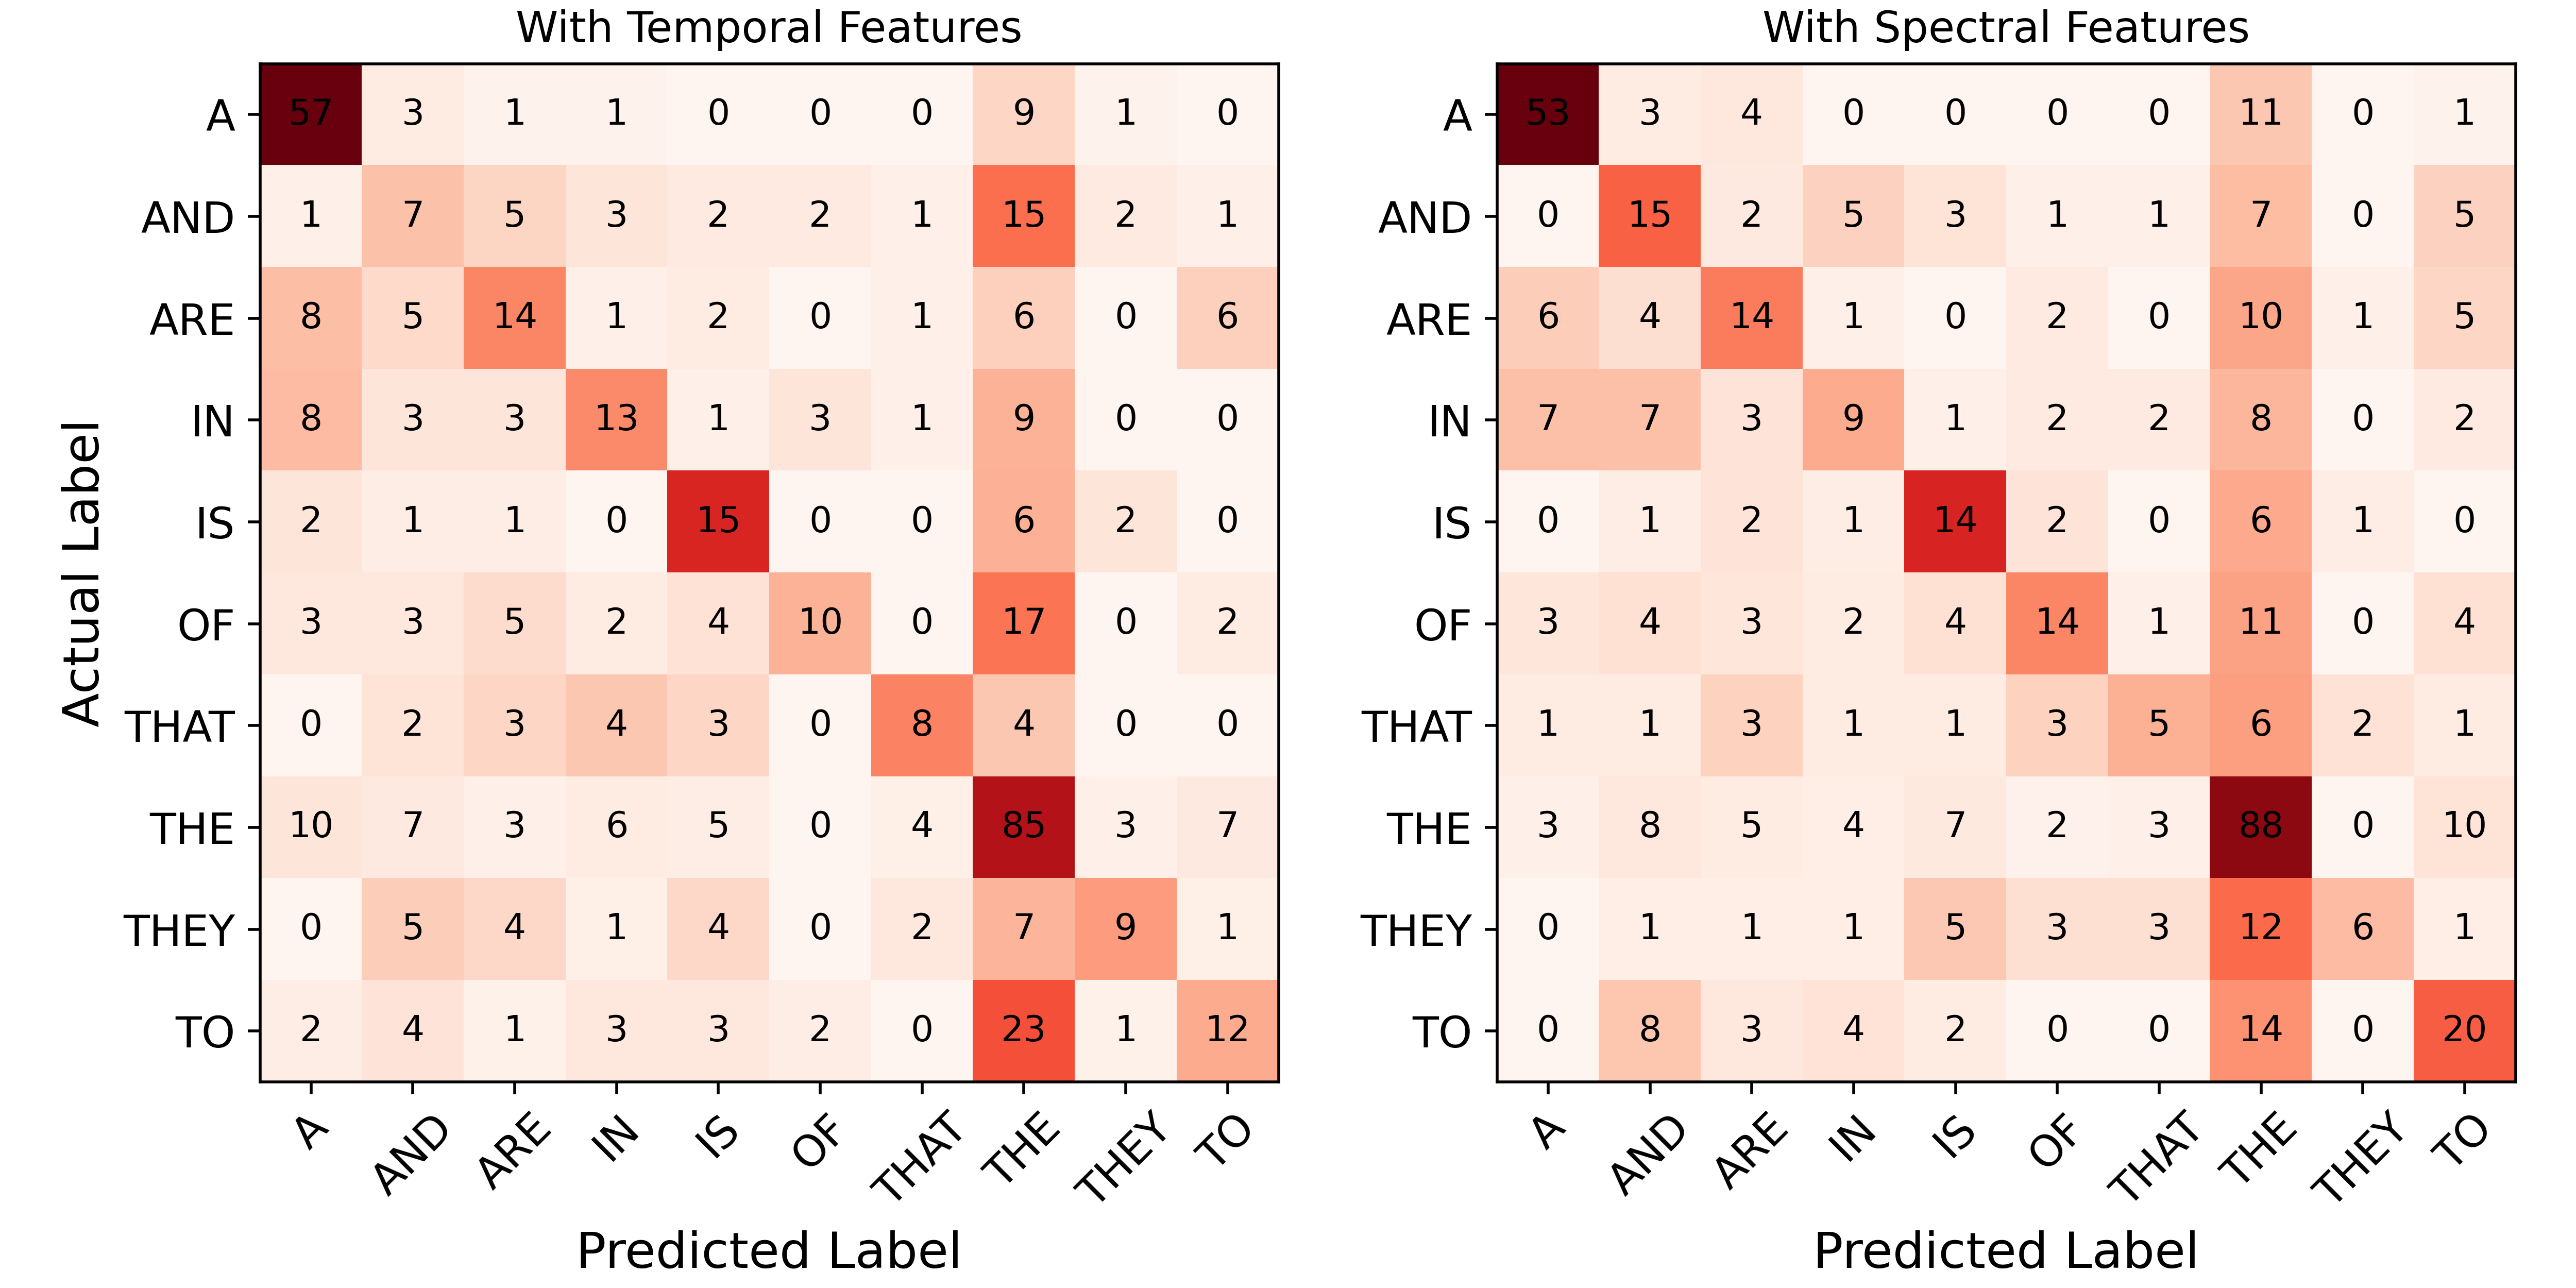 With Temporal Features
A 57 3 1 1 0 0 0 9 1 0
AND 1 7 5 3 2 2 1 15 2 1
ARE 8 5 14 1 2 0 1 6 0 6
IN 8 3 3 13 1 3 1 9 0 0
IS 2 1 1 0 15 0 0 6 2 0
OF 3 3 5 2 4 10 0 17 0 2
THAT 0 2 3 4 3 0 8 4 0 0
THE 10 7 3 6 5 0 4 85 3 7
THEY 0 5 4 1 4 0 2 7 9 1
TO 2 4 1 3 3 2 0 23 1 12
A AND ARE IN IS OF THAT THE THEY TO
Predicted Label
Actual Label
With Spectral Features
A 53 3 4 0 0 0 0 11 0 1
AND 0 15 2 5 3 1 1 7 0 5
ARE 6 4 14 1 0 2 0 10 1 5
IN 7 7 3 9 1 2 2 8 0 2
IS 0 1 2 1 14 2 0 6 1 0
OF 3 4 3 2 4 14 1 11 0 4
THAT 1 1 3 1 1 3 5 6 2 1
THE 3 8 5 4 7 2 3 88 0 10
THEY 0 1 1 1 5 3 3 12 6 1
TO 0 8 3 4 2 0 0 14 0 20
A AND ARE IN IS OF THAT THE THEY TO
Predicted Label